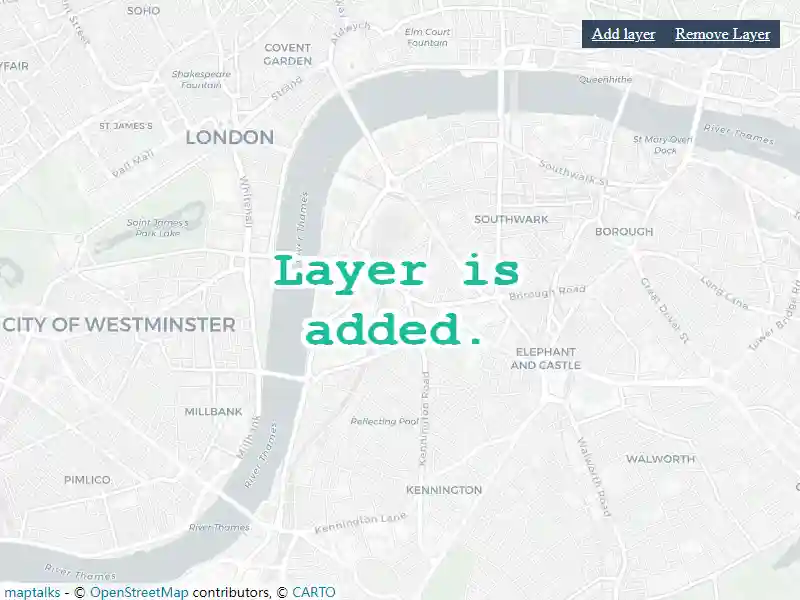 SOHO
Elm Court
Fountain
Aldwych
COVENT
GARDEN
Add layer Remove Layer
Shakespeare
Fountain
Strand
Queenhithe
ST JAMES'S
LONDON
River Thames
St Mary Overi
Dock
Pall Mall
Southwalk St
Whitehall
River Thames
Saint James's
Park Lake
SOUTHWARK
BOROUGH
Layer is
added.
Borough Road
Long Lane
Great Dover St
Tower Bridge Ro
CITY OF WESTMINSTER
ELEPHANT
AND CASTLE
MILLBANK
Millbank
Reflecting Pool
Kennington Road
River Thames
Walworth Road
WALWORTH
PIMLICO
KENNINGTON
River Thames
Kennington Lane
River Thames
maptalks - © OpenStreetMap contributors, © CARTO